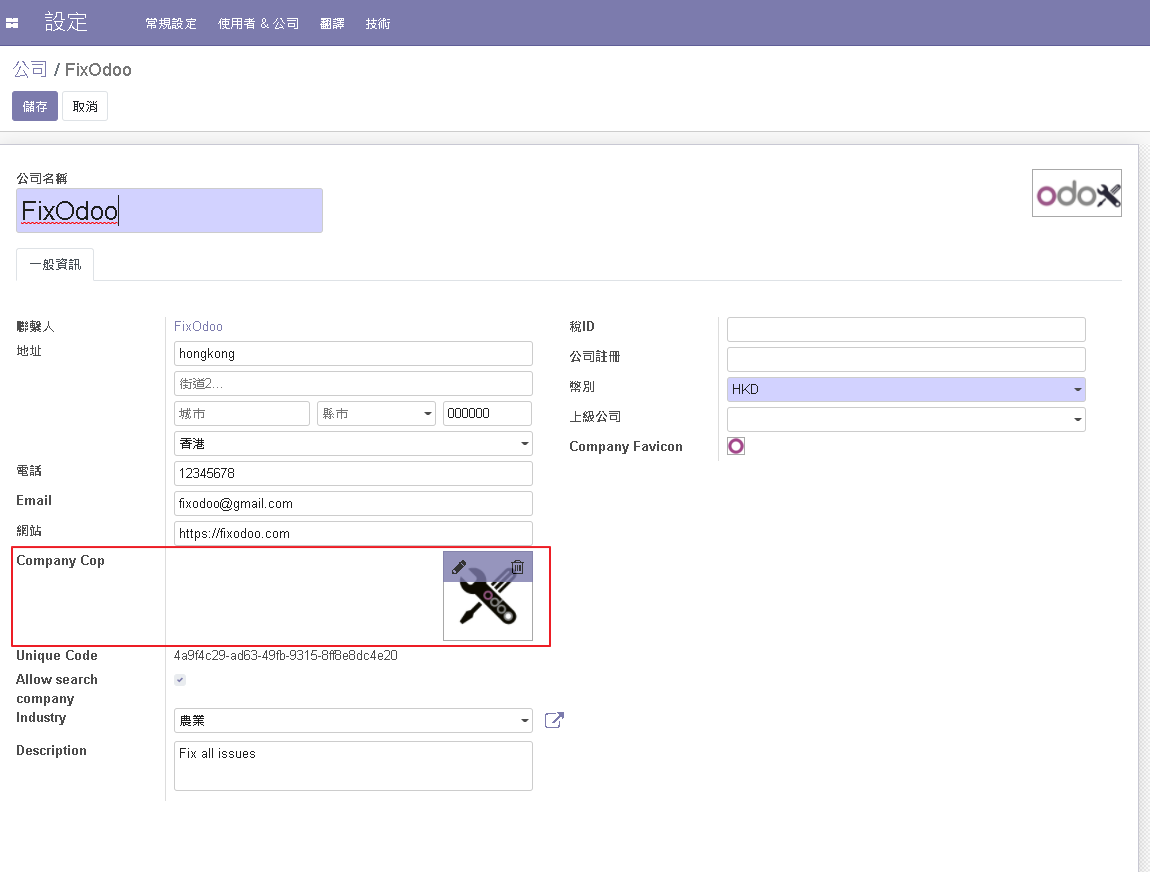 設定 常規設定 使用者 & 公司 翻譯 技術
公司 / FixOdoo
儲存 取消
公司名稱
FixOdoo
odoo
一般資訊
聯繫人 FixOdoo
地址 hongkong
街道2...
城市 縣市 000000
香港
電話 12345678
Email fixodoo@gmail.com
網站 https://fixodoo.com
Company Cop
odoo
Unique Code 4a9f4c29-ad63-49fb-9315-8ff8e8dc4e20
Allow search
company
Industry 農業
Description Fix all issues
稅ID
公司註冊
幣別 HKD
上級公司
Company Favicon